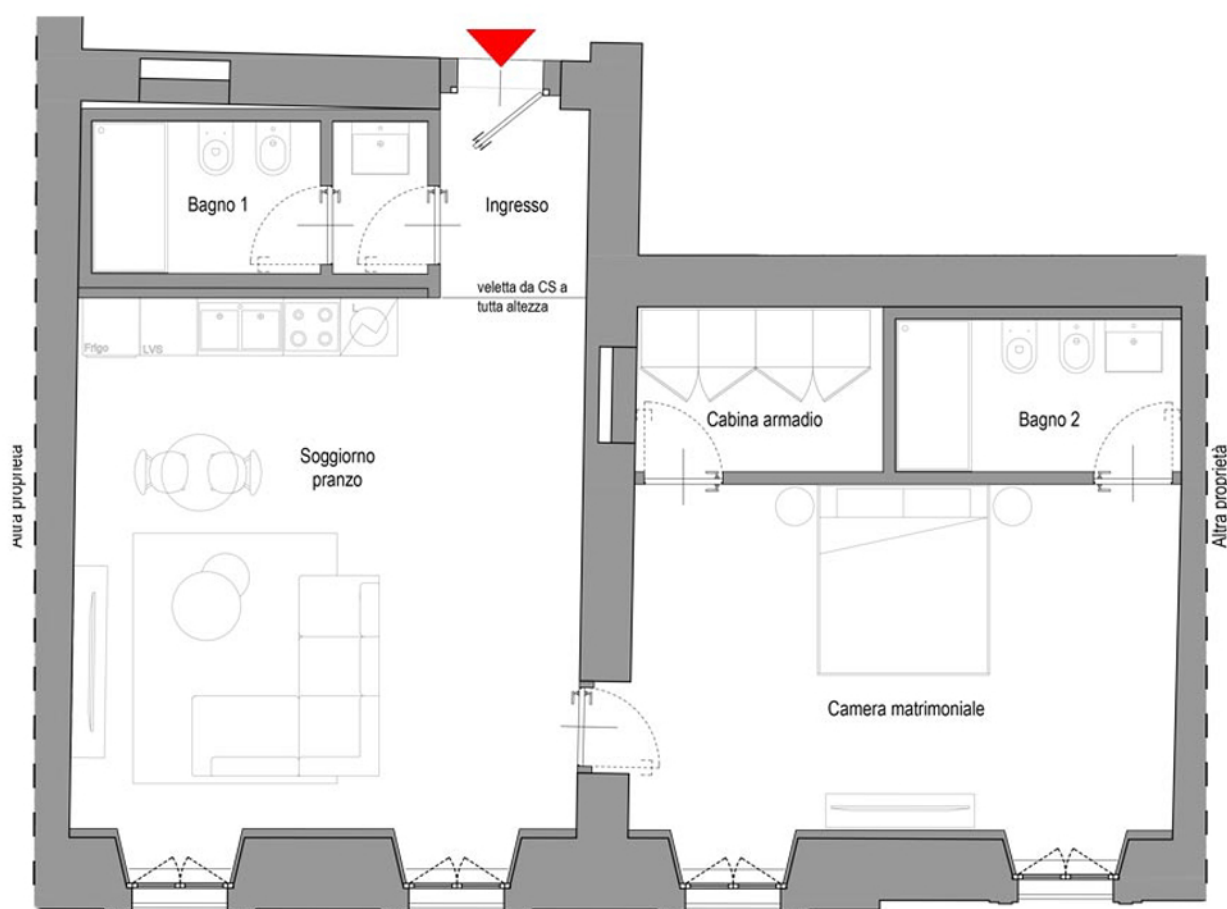 Bagno 1
Ingresso
veletta da CS a
tutta altezza
Frigo
LVS
L
Cabina armadio
Bagno 2
Soggiorno
pranzo
Altra proprietà
Altra proprietà
Camera matrimoniale